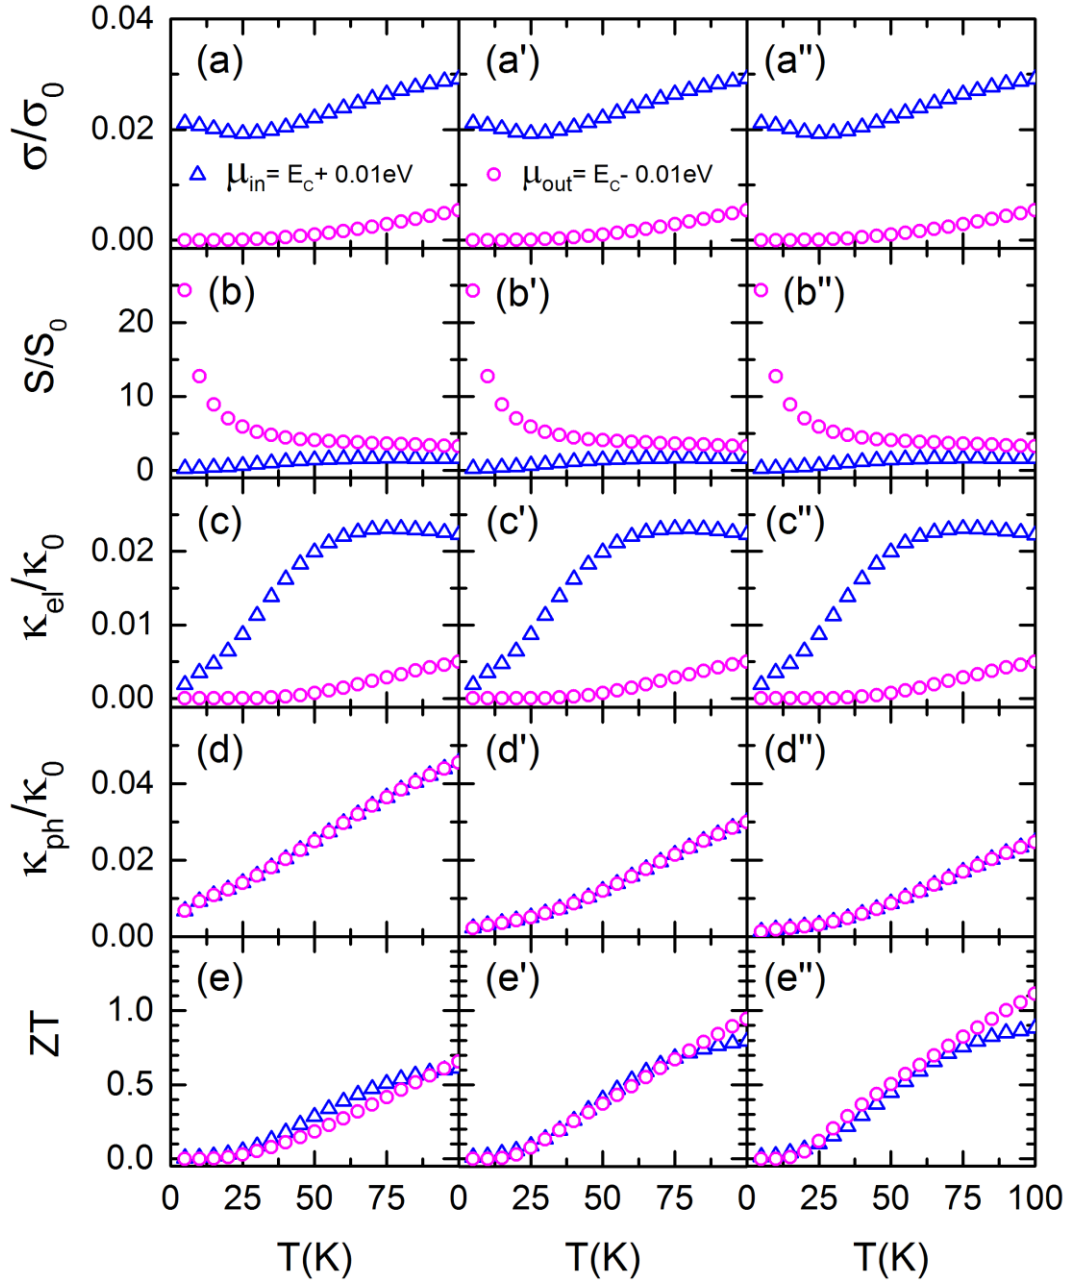 0.04
(a) (a') (a'')
σ/σ0
0.02
μin= EC+ 0.01eV μout= EC- 0.01eV
0.00
(b) (b') (b'')
20
S/S0
10
0
(c) (c') (c'')
0.02
κel/κ0
0.01
0.00
(d) (d') (d'')
0.04
κph/κ0
0.02
0.00
(e) (e') (e'')
1.0
ZT
0.5
0.0
0 25 50 75 0 25 50 75 0 25 50 75 100
T(K) T(K) T(K)